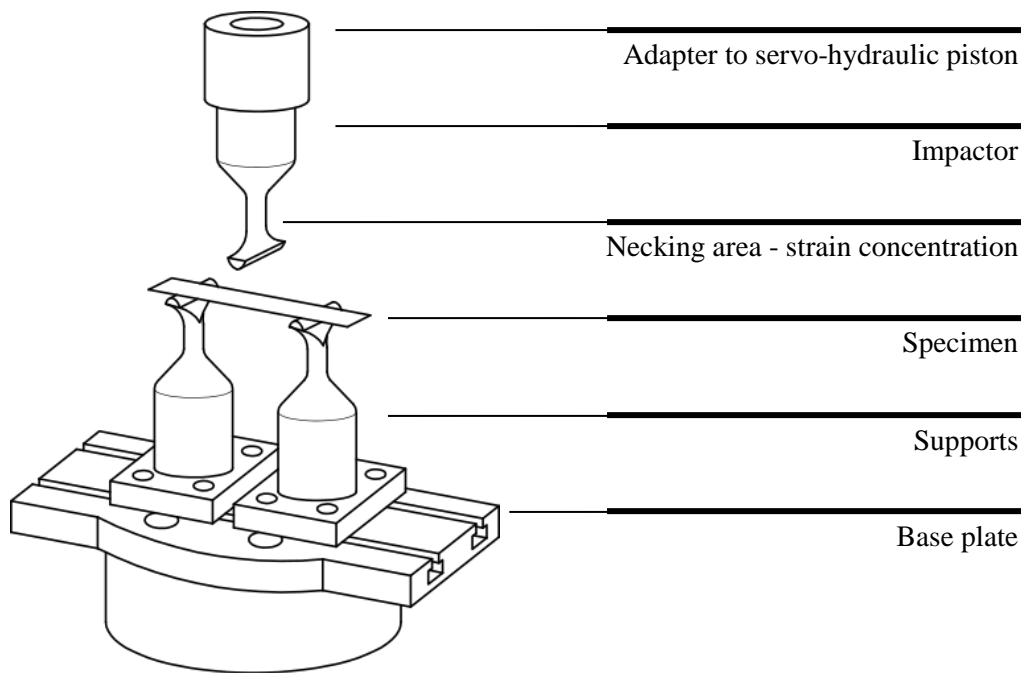 Adapter to servo-hydraulic piston
Impactor
Necking area - strain concentration
Specimen
Supports
Base plate